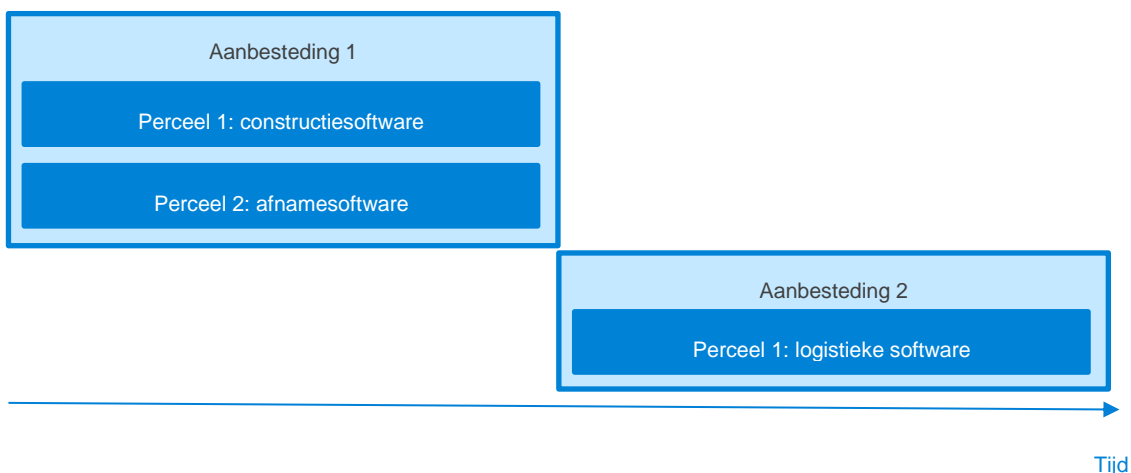 Aanbesteding 1
Perceel 1: constructiesoftware
Perceel 2: afnamesoftware
Aanbesteding 2
Perceel 1: logistieke software
Tijd